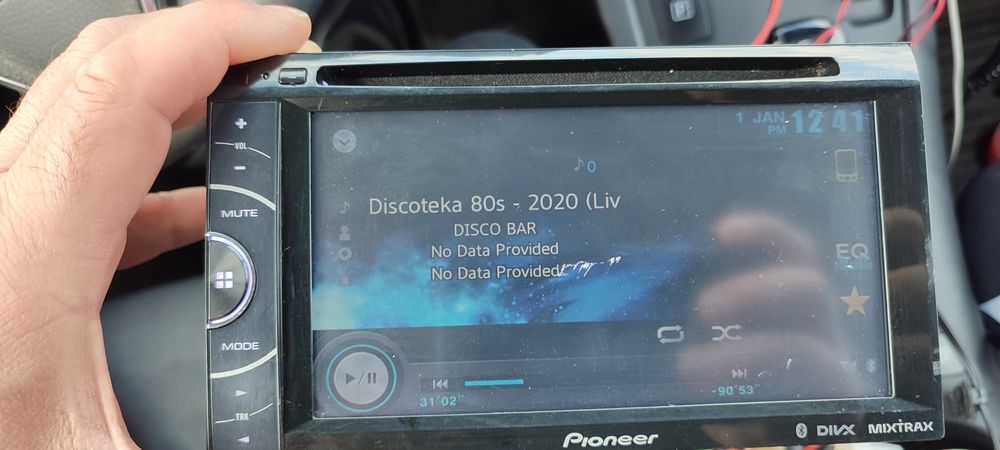 1 JAN
PM 12 41
+
VOL
−
0
MUTE
Discoteka 80s - 2020 (Liv
DISCO BAR
No Data Provided
No Data Provided
EQ
MODE
TRK
31'02"
-90'53"
Pioneer
DIVX
MIXTRAX